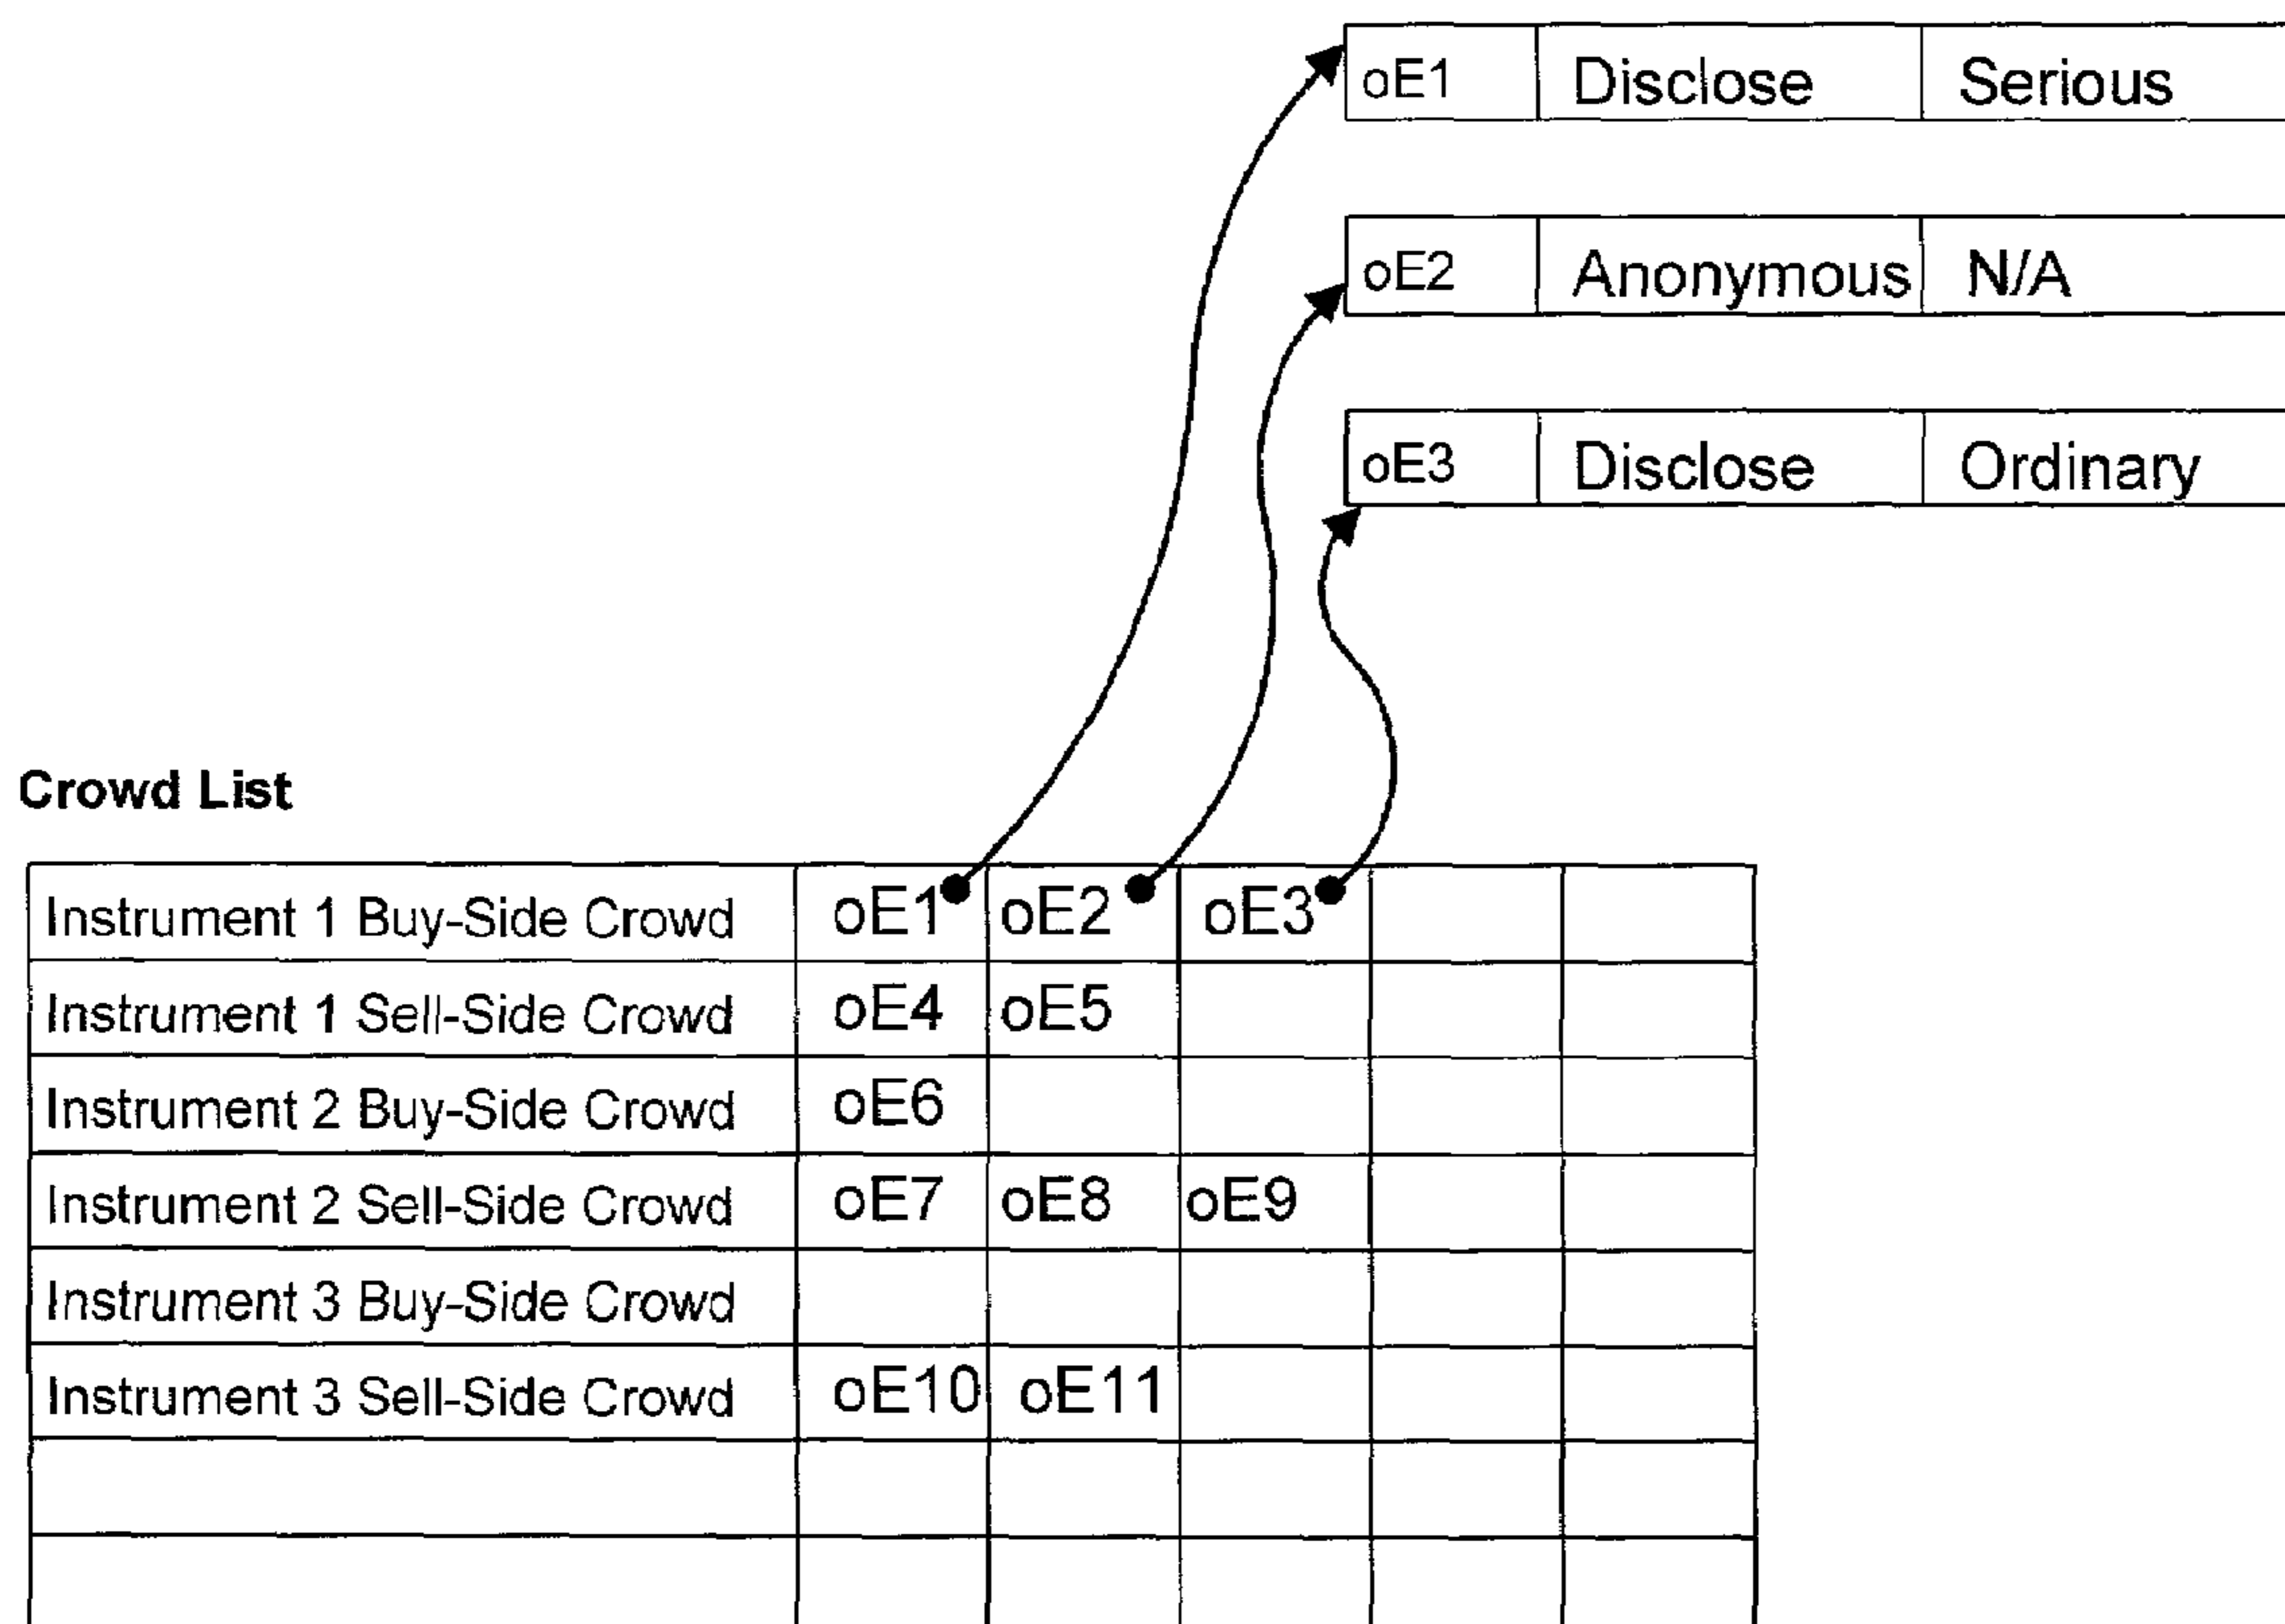 oE1 Disclose Serious
oE2 Anonymous N/A
oE3 Disclose Ordinary
Crowd List
Instrument 1 Buy-Side Crowd oE1 oE2 oE3
Instrument 1 Sell-Side Crowd oE4 oE5
Instrument 2 Buy-Side Crowd oE6
Instrument 2 Sell-Side Crowd oE7 oE8 oE9
Instrument 3 Buy-Side Crowd
Instrument 3 Sell-Side Crowd oE10 oE11